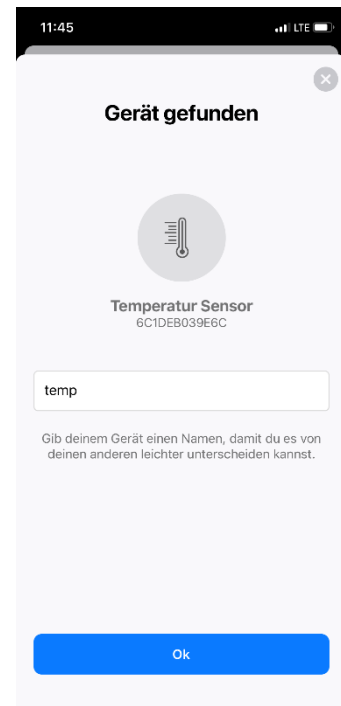 11:45
LTE
Gerät gefunden
Temperatur Sensor
6C1DEB039E6C
temp
Gib deinem Gerät einen Namen, damit du es von
deinen anderen leichter unterscheiden kannst.
Ok